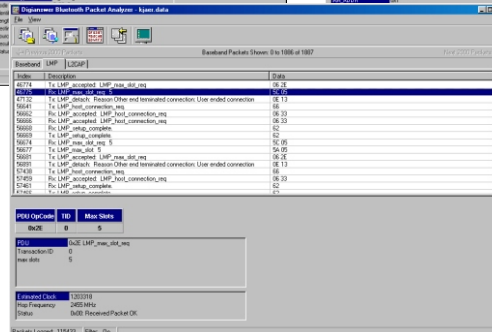 Digianswer Bluetooth Packet Analyzer - kjaer.data
File View
Baseband Packets Shown: 0 to 1006 of 1007
Baseband LMP L2CAP
Index Description Data
46774 Tx LMP_accepted: LMP_max_slot_req 06 2E
46775 Rx LMP_max_slot_req: 5 5C 05
47132 Tx LMP_detach: Reason Other end terminated connection: User ended connection 0E 13
56641 Tx LMP_host_connection_req 66
56662 Rx LMP_accepted: LMP_host_connection_req 06 33
56666 Rx LMP_accepted: LMP_host_connection_req 06 33
56668 Rx LMP_setup_complete. 62
56669 Tx LMP_setup_complete. 62
56674 Rx LMP_max_slot_req: 5 5C 05
56677 Tx LMP_max_slot: 5 5A 05
56681 Tx LMP_accepted: LMP_max_slot_req 06 2E
56891 Tx LMP_detach: Reason Other end terminated connection: User ended connection 0E 13
57438 Tx LMP_host_connection_req 66
57459 Rx LMP_accepted: LMP_host_connection_req 06 33
57461 Rx LMP_setup_complete. 62
PDU OpCode TID Max Slots
0x2E 0 5
PDU 0x2E LMP_max_slot_req
Transaction ID 0
max slots 5
Estimated Clock 1203318
Hop Frequency 2455 MHz
Status 0x00: Received Packet OK